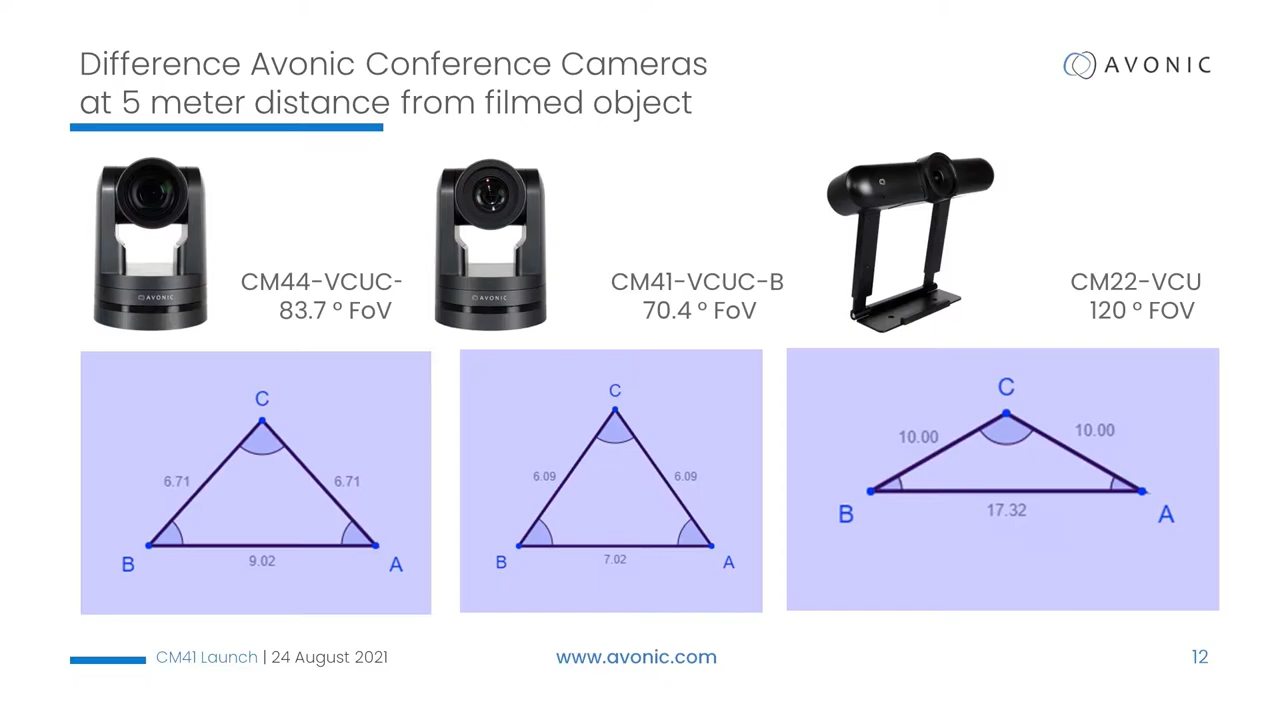 Difference Avonic Conference Cameras
at 5 meter distance from filmed object
AVONIC
AVONIC
AVONIC
CM44-VCUC-
83.7 º FoV
CM41-VCUC-B
70.4 º FoV
CM22-VCU
120 º FOV
C
6.71
6.71
B
9.02
A
C
6.09
6.09
B
7.02
A
C
10.00
10.00
B
17.32
A
CM41 Launch | 24 August 2021
www.avonic.com
12